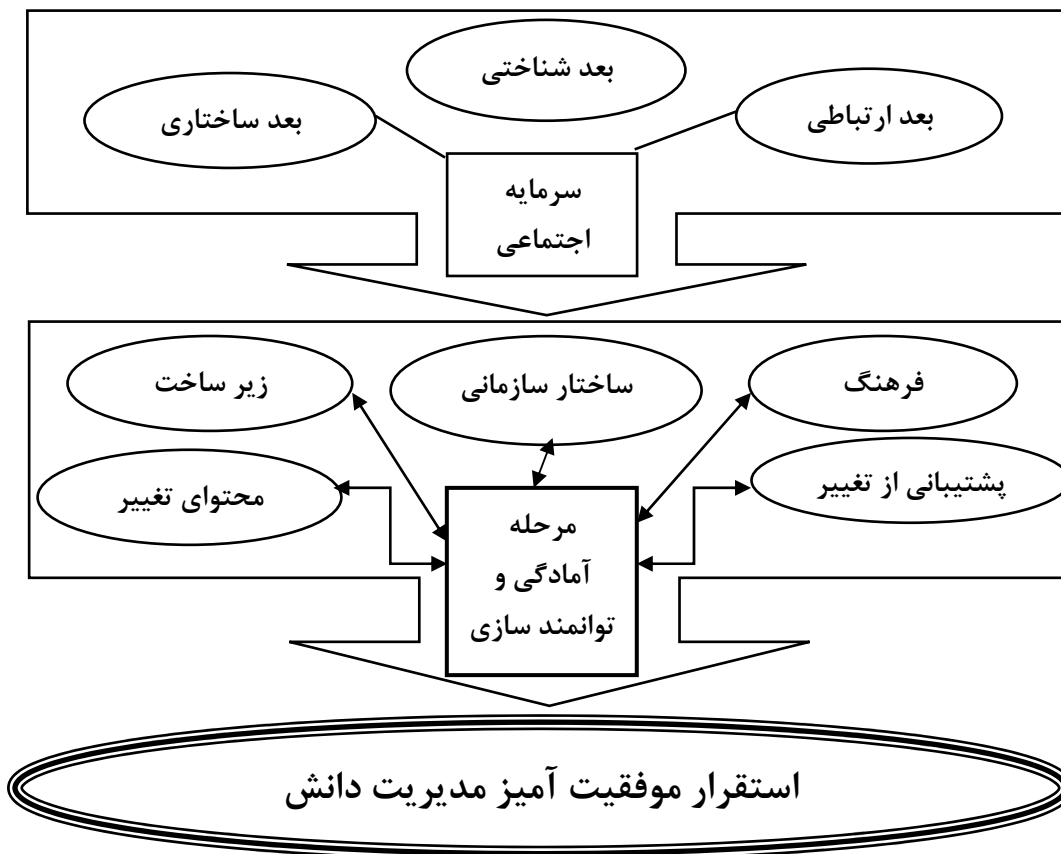 بعد شناختی
بعد ارتباطی
بعد ساختاری
سرمایه
اجتماعی
فرهنگ
ساختار سازمانی
زیر ساخت
پشتیبانی از تغییر
محتوای تغییر
مرحله
آمادگی و
توانمند سازی
استقرار موفقیت آمیز مدیریت دانش